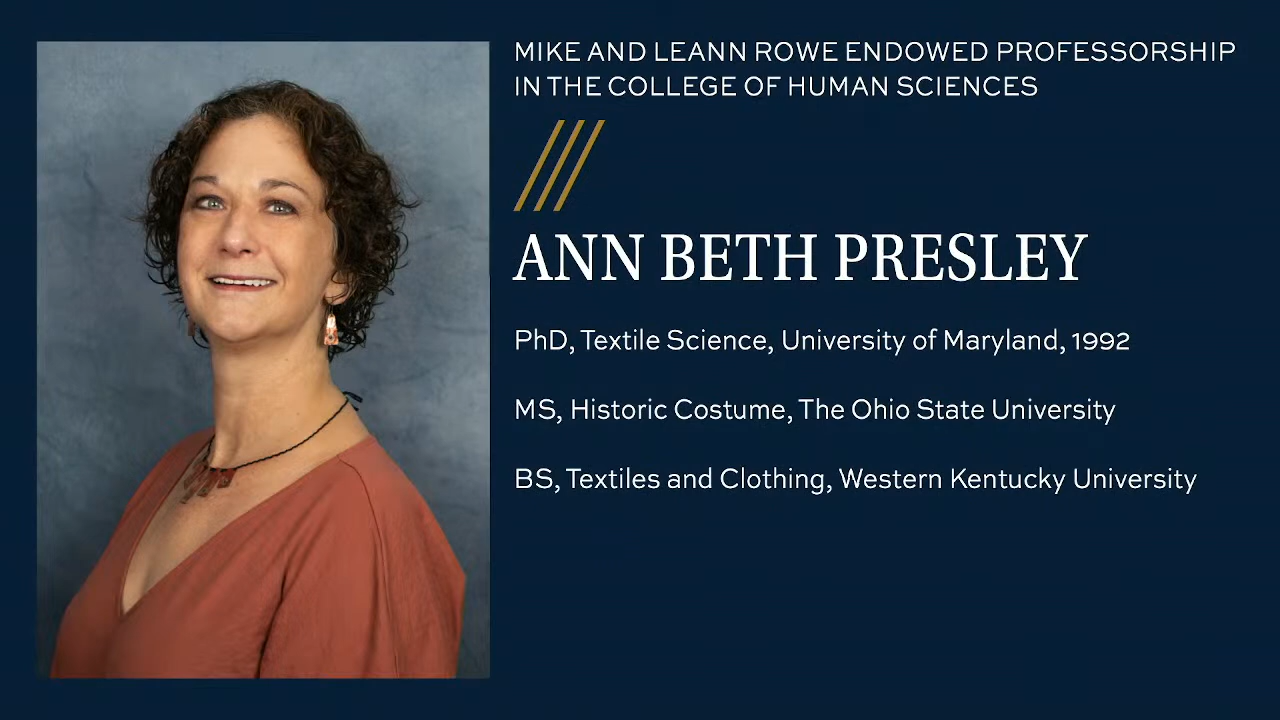 MIKE AND LEANN ROWE ENDOWED PROFESSORSHIP
IN THE COLLEGE OF HUMAN SCIENCES
ANN BETH PRESLEY
PhD, Textile Science, University of Maryland, 1992
MS, Historic Costume, The Ohio State University
BS, Textiles and Clothing, Western Kentucky University